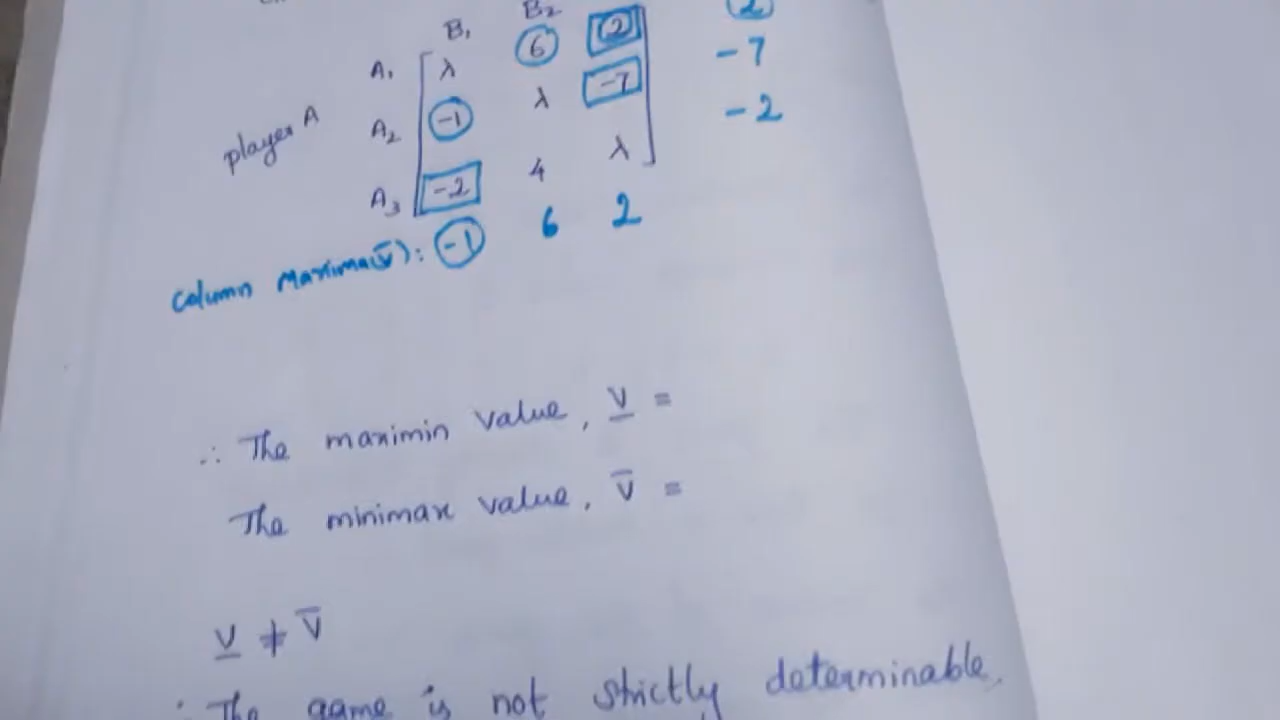 B₁ B₂
A₁ λ 6 2 2
A₂ -1 λ -7 -7
A₃ -2 4 λ -2
player A
column maxima(v̄): -1 6 2
∴ The maximin value, v̲ =
The minimax value, v̄ =
v̲ ≠ v̄
∴ The game is not strictly determinable.